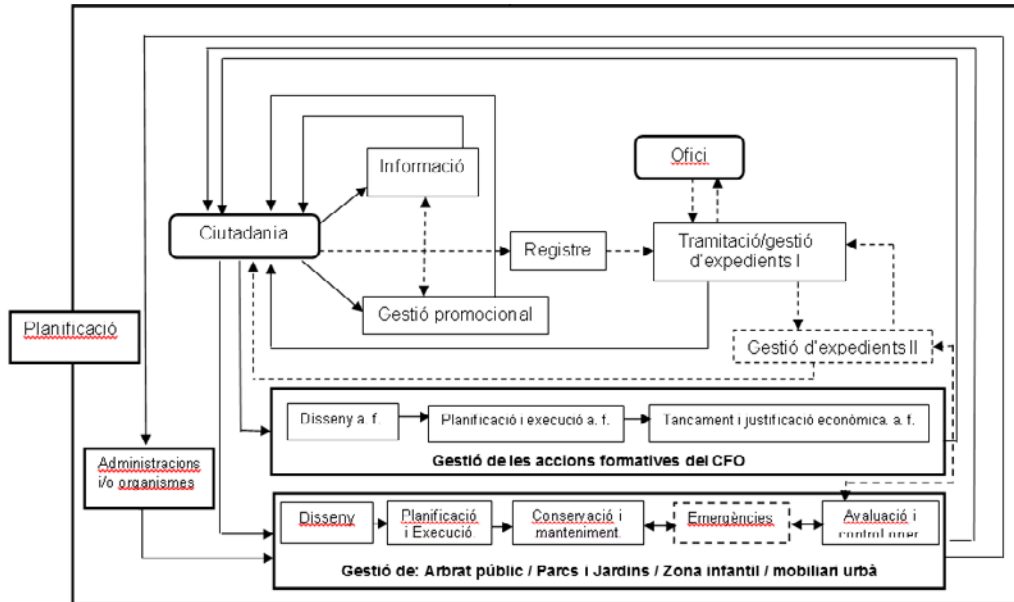 Informació
Ofici
Ciutadania
Registre
Tramitació/gestió
d'expedients I
Gestió promocional
Planificació
Gestió d'expedients II
Disseny a. f.
Planificació i execució a. f.
Tancament i justificació econòmica. a. f.
Gestió de les accions formatives del CFO
Administracions
i/o organismes
Disseny
Planificació
i Execució
Conservació i
manteniment.
Emergències
Avaluació i
control oper
Gestió de: Arbrat públic / Parcs i Jardins / Zona infantil / mobiliari urbà